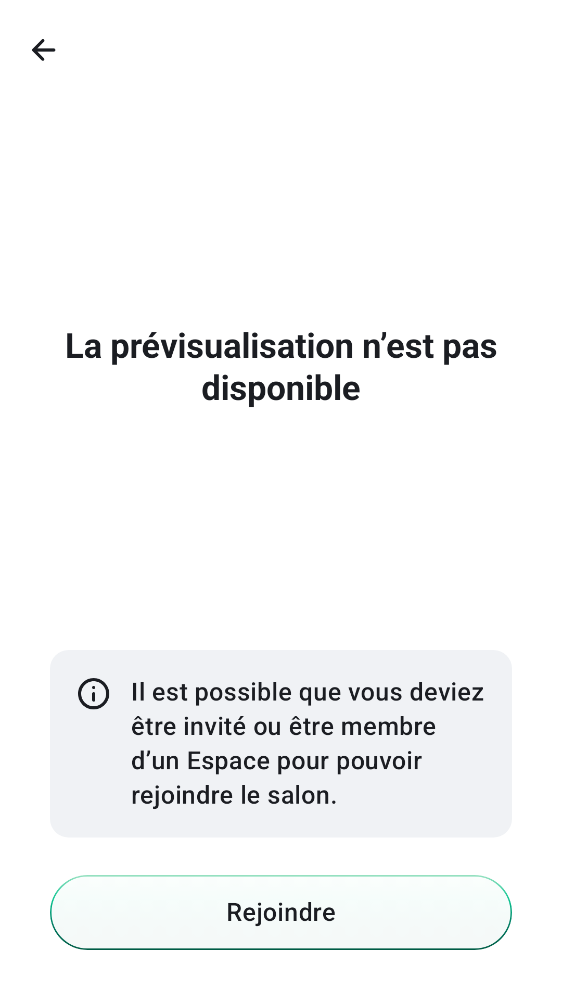 La prévisualisation n’est pas
disponible
Il est possible que vous deviez
être invité ou être membre
d’un Espace pour pouvoir
rejoindre le salon.
Rejoindre